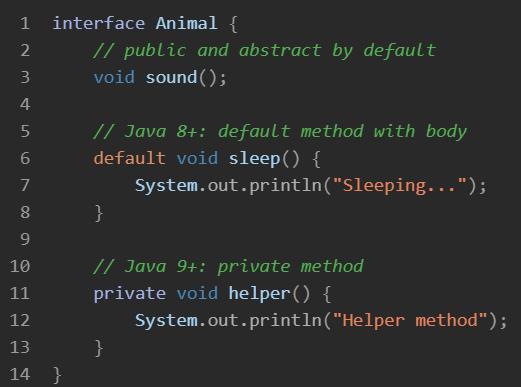 1 interface Animal {
2     // public and abstract by default
3     void sound();
4
5     // Java 8+: default method with body
6     default void sleep() {
7         System.out.println("Sleeping...");
8     }
9
10     // Java 9+: private method
11     private void helper() {
12         System.out.println("Helper method");
13     }
14 }